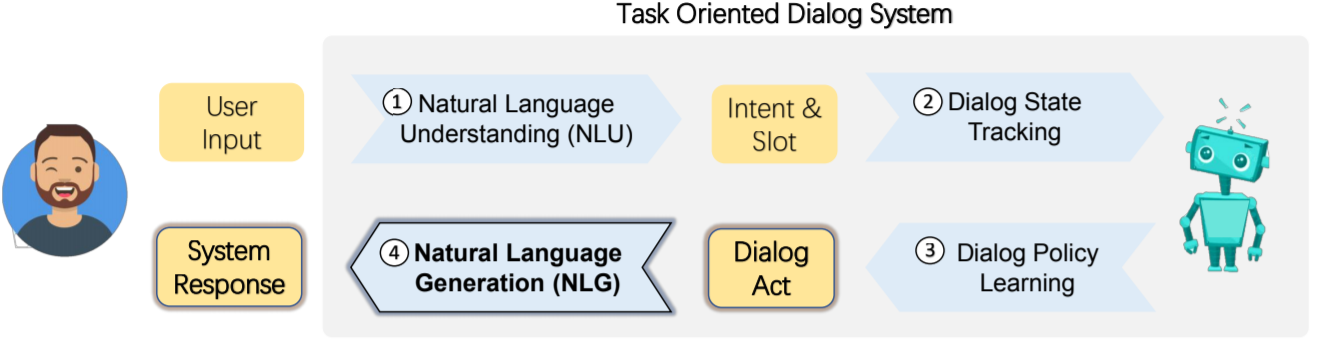 Task Oriented Dialog System
User
Input
① Natural Language
Understanding (NLU)
Intent &
Slot
② Dialog State
Tracking
System
Response
④ Natural Language
Generation (NLG)
Dialog
Act
③ Dialog Policy
Learning